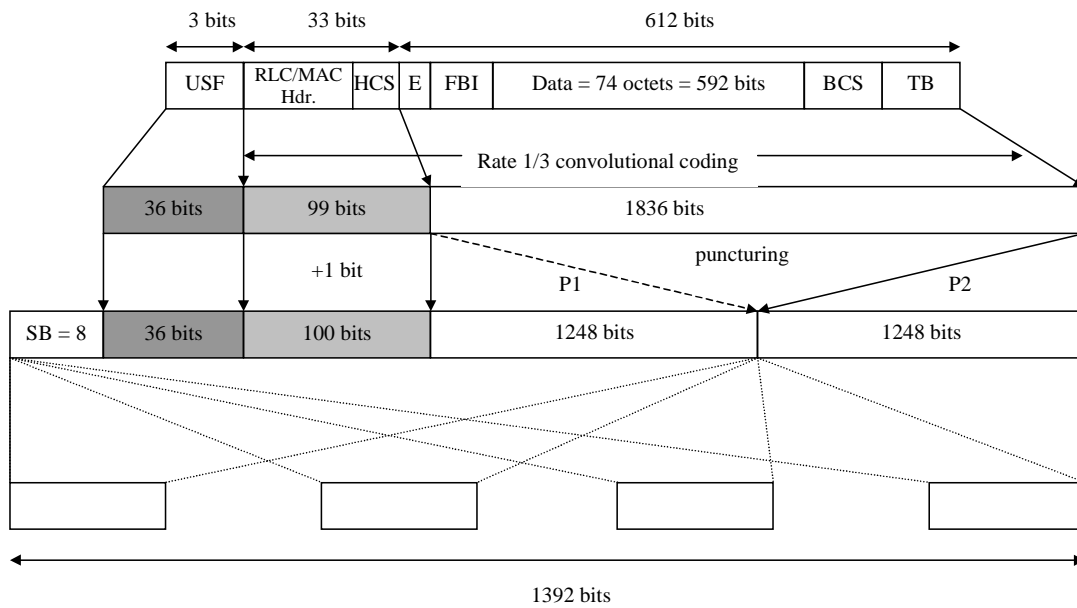 3 bits 33 bits 612 bits
USF RLC/MAC Hdr. HCS E FBI Data = 74 octets = 592 bits BCS TB
Rate 1/3 convolutional coding
36 bits 99 bits 1836 bits
+1 bit puncturing
P1 P2
SB = 8 36 bits 100 bits 1248 bits 1248 bits
1392 bits